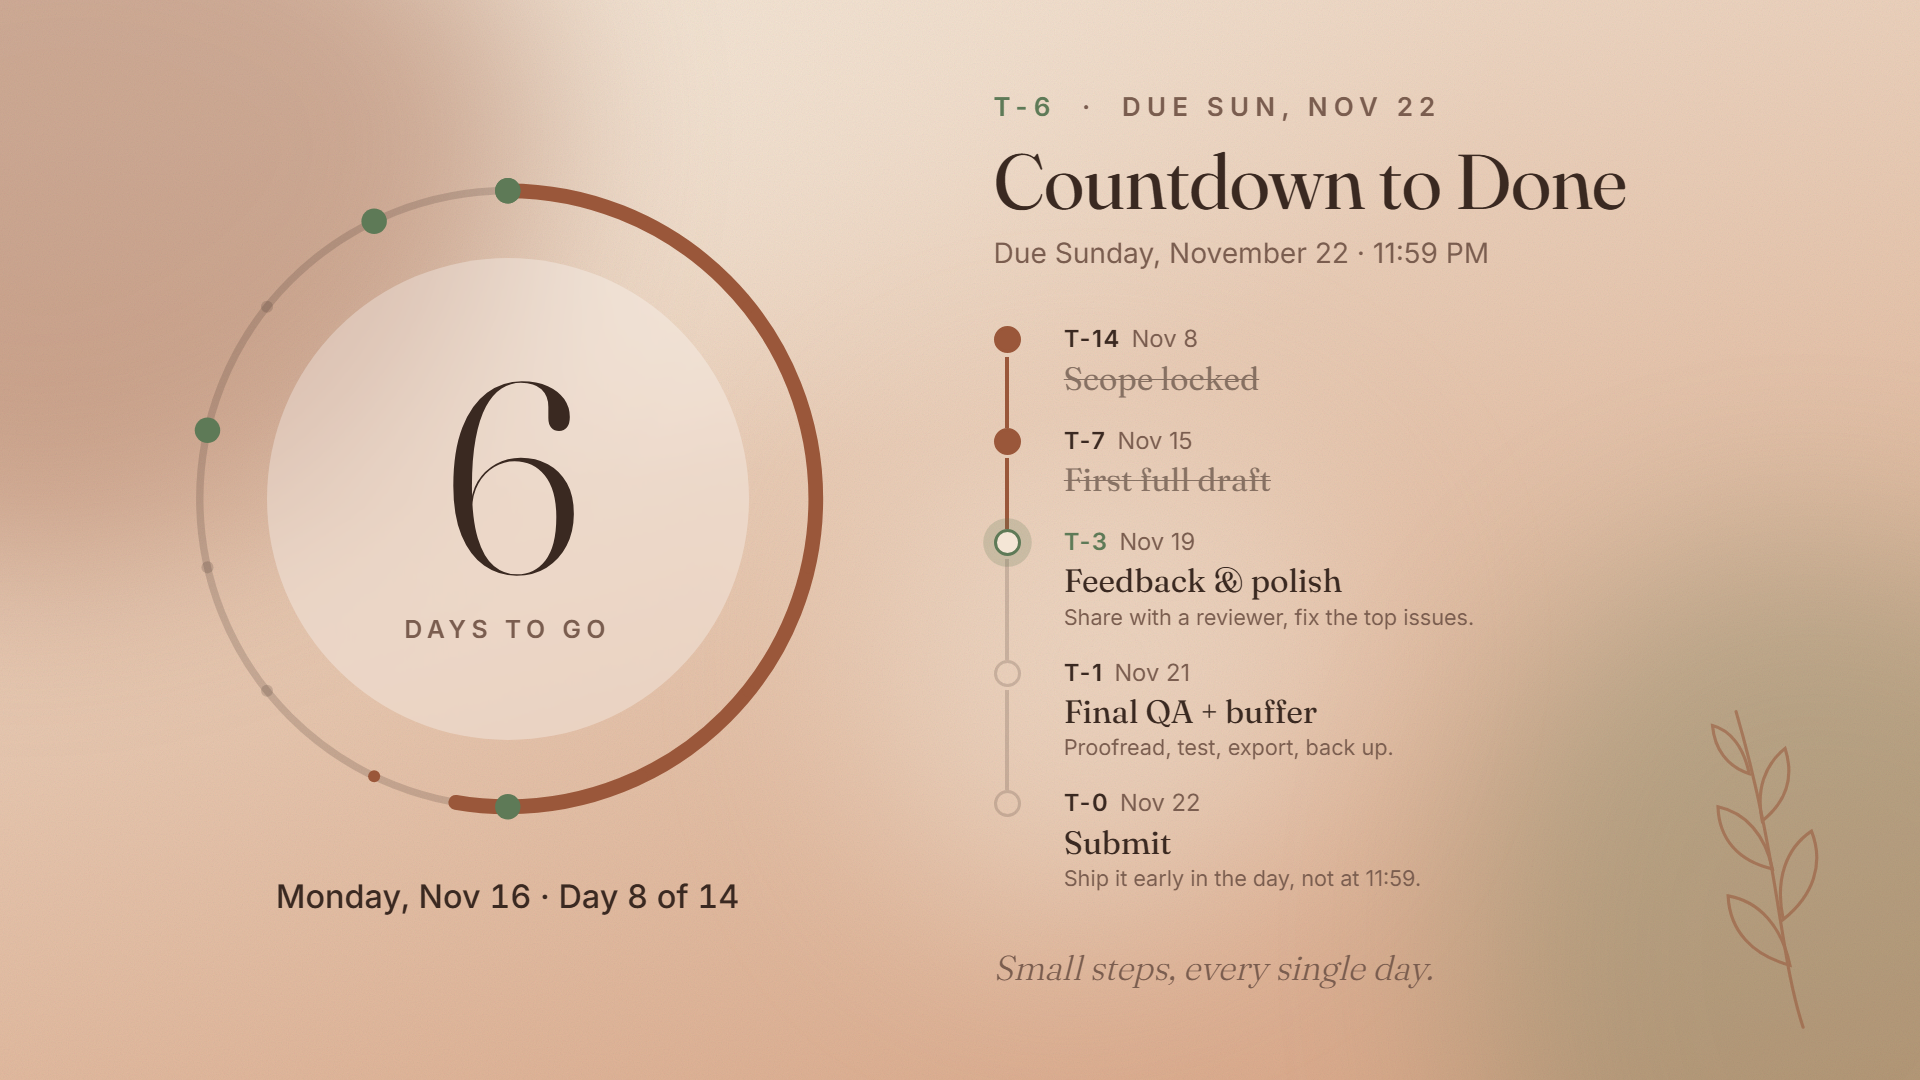 6
DAYS TO GO
Monday, Nov 16 · Day 8 of 14
T-6 · DUE SUN, NOV 22
Countdown to Done
Due Sunday, November 22 · 11:59 PM
T-14 Nov 8
Scope locked
T-7 Nov 15
First full draft
T-3 Nov 19
Feedback & polish
Share with a reviewer, fix the top issues.
T-1 Nov 21
Final QA + buffer
Proofread, test, export, back up.
T-0 Nov 22
Submit
Ship it early in the day, not at 11:59.
Small steps, every single day.